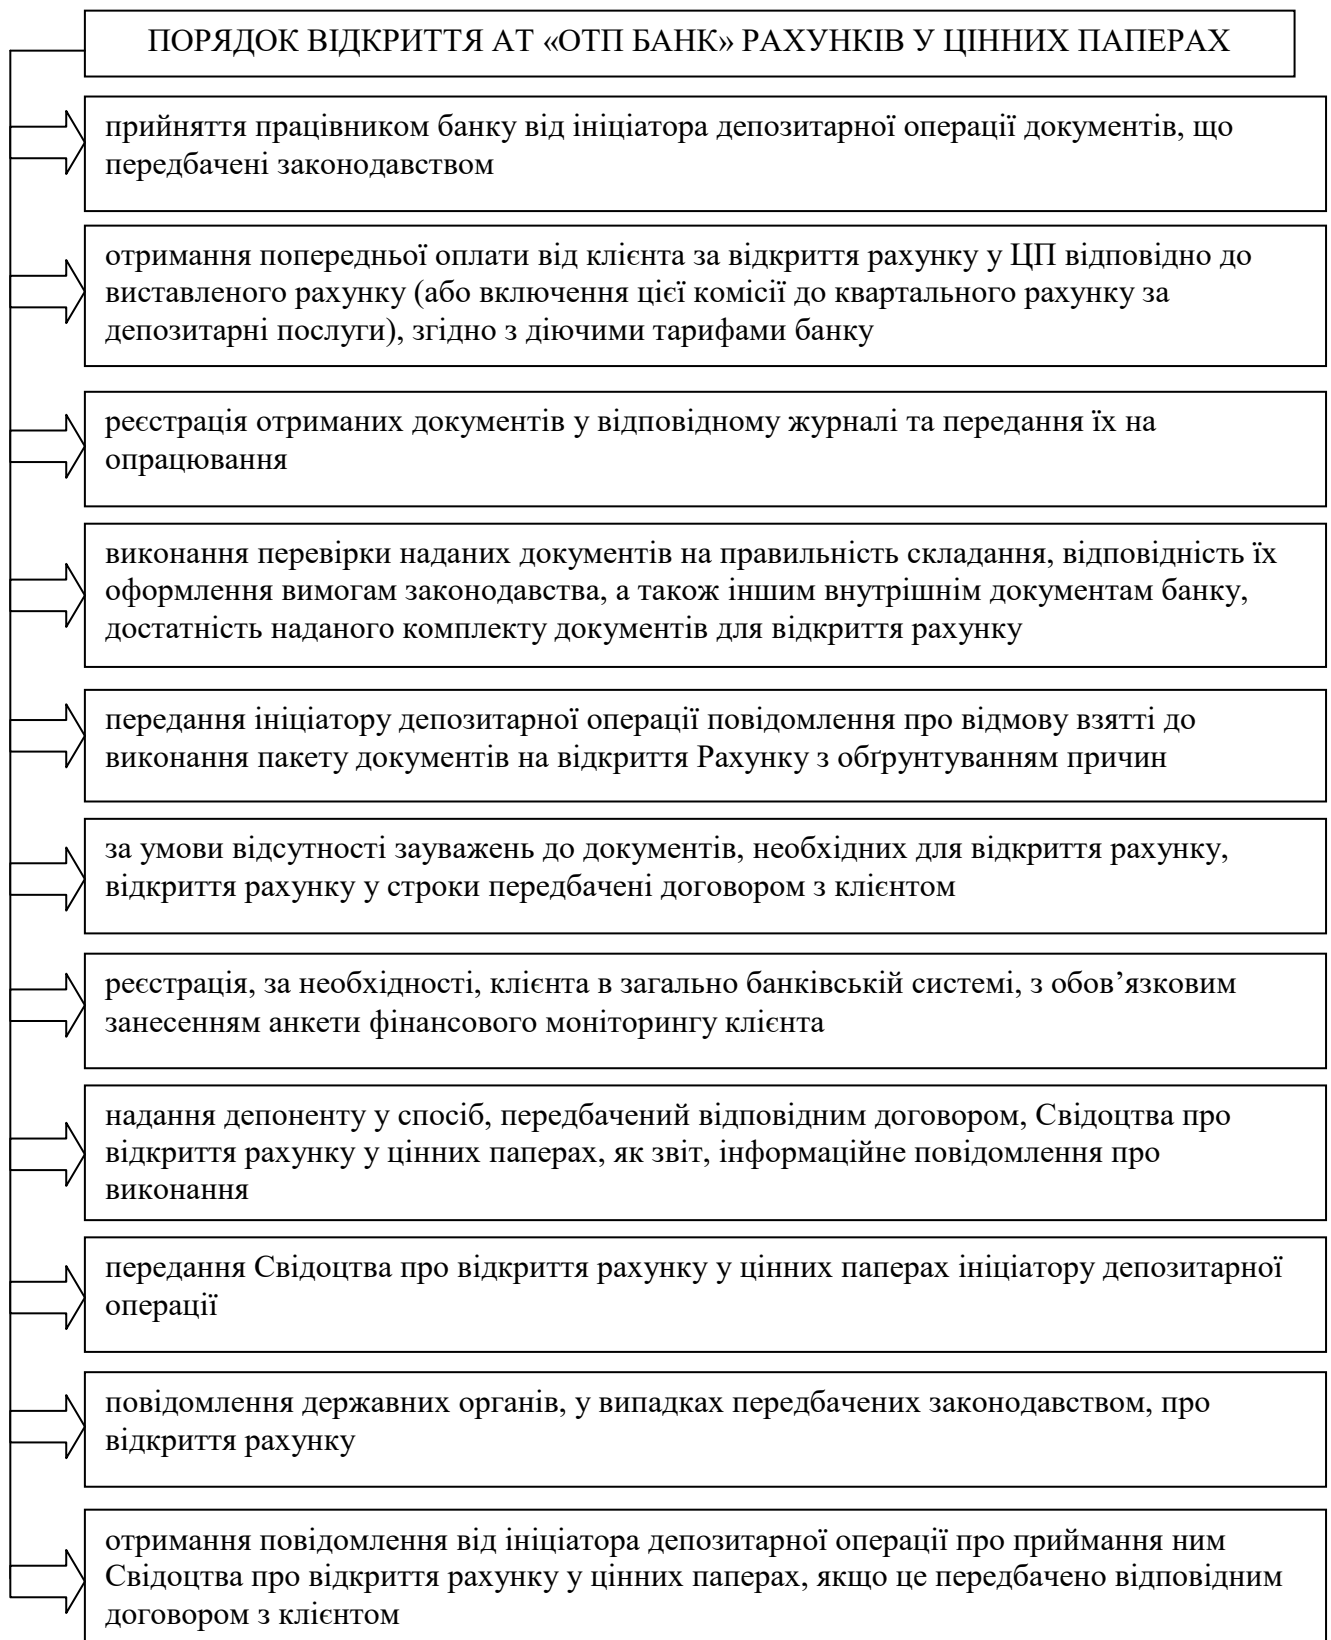 ПОРЯДОК ВІДКРИТТЯ АТ «ОТП БАНК» РАХУНКІВ У ЦІННИХ ПАПЕРАХ
прийняття працівником банку від ініціатора депозитарної операції документів, що
передбачені законодавством
отримання попередньої оплати від клієнта за відкриття рахунку у ЦП відповідно до
виставленого рахунку (або включення цієї комісії до квартального рахунку за
депозитарні послуги), згідно з діючими тарифами банку
реєстрація отриманих документів у відповідному журналі та передання їх на
опрацювання
виконання перевірки наданих документів на правильність складання, відповідність їх
оформлення вимогам законодавства, а також іншим внутрішнім документам банку,
достатність наданого комплекту документів для відкриття рахунку
передання ініціатору депозитарної операції повідомлення про відмову взятті до
виконання пакету документів на відкриття Рахунку з обґрунтуванням причин
за умови відсутності зауважень до документів, необхідних для відкриття рахунку,
відкриття рахунку у строки передбачені договором з клієнтом
реєстрація, за необхідності, клієнта в загально банківській системі, з обов’язковим
занесенням анкети фінансового моніторингу клієнта
надання депоненту у спосіб, передбачений відповідним договором, Свідоцтва про
відкриття рахунку у цінних паперах, як звіт, інформаційне повідомлення про
виконання
передання Свідоцтва про відкриття рахунку у цінних паперах ініціатору депозитарної
операції
повідомлення державних органів, у випадках передбачених законодавством, про
відкриття рахунку
отримання повідомлення від ініціатора депозитарної операції про приймання ним
Свідоцтва про відкриття рахунку у цінних паперах, якщо це передбачено відповідним
договором з клієнтом